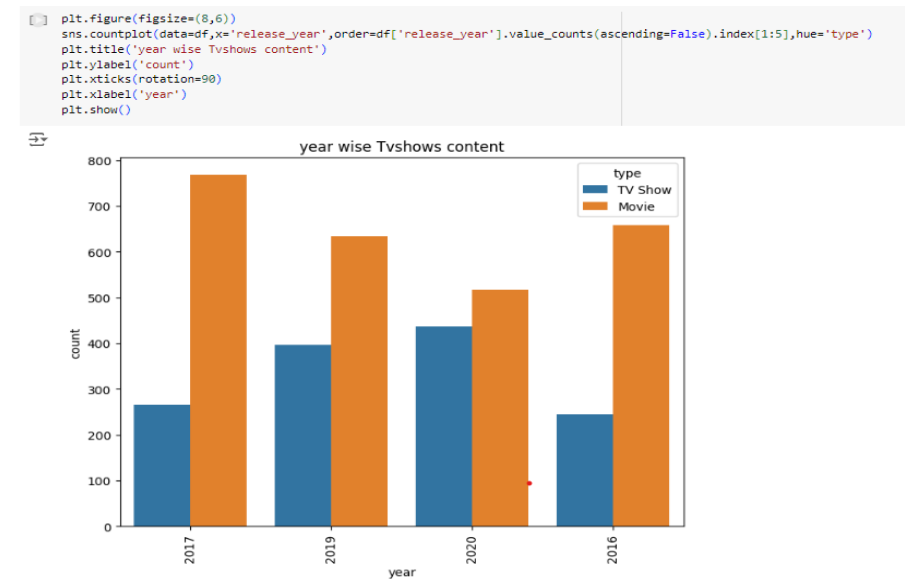 plt.figure(figsize=(8,6))
sns.countplot(data=df,x='release_year',order=df['release_year'].value_counts(ascending=False).index[1:5],hue='type')
plt.title('year wise Tvshows content')
plt.ylabel('count')
plt.xticks(rotation=90)
plt.xlabel('year')
plt.show()
year wise Tvshows content
type
TV Show
Movie
800
700
600
500
400
300
200
100
0
count
2017
2019
2020
2016
year